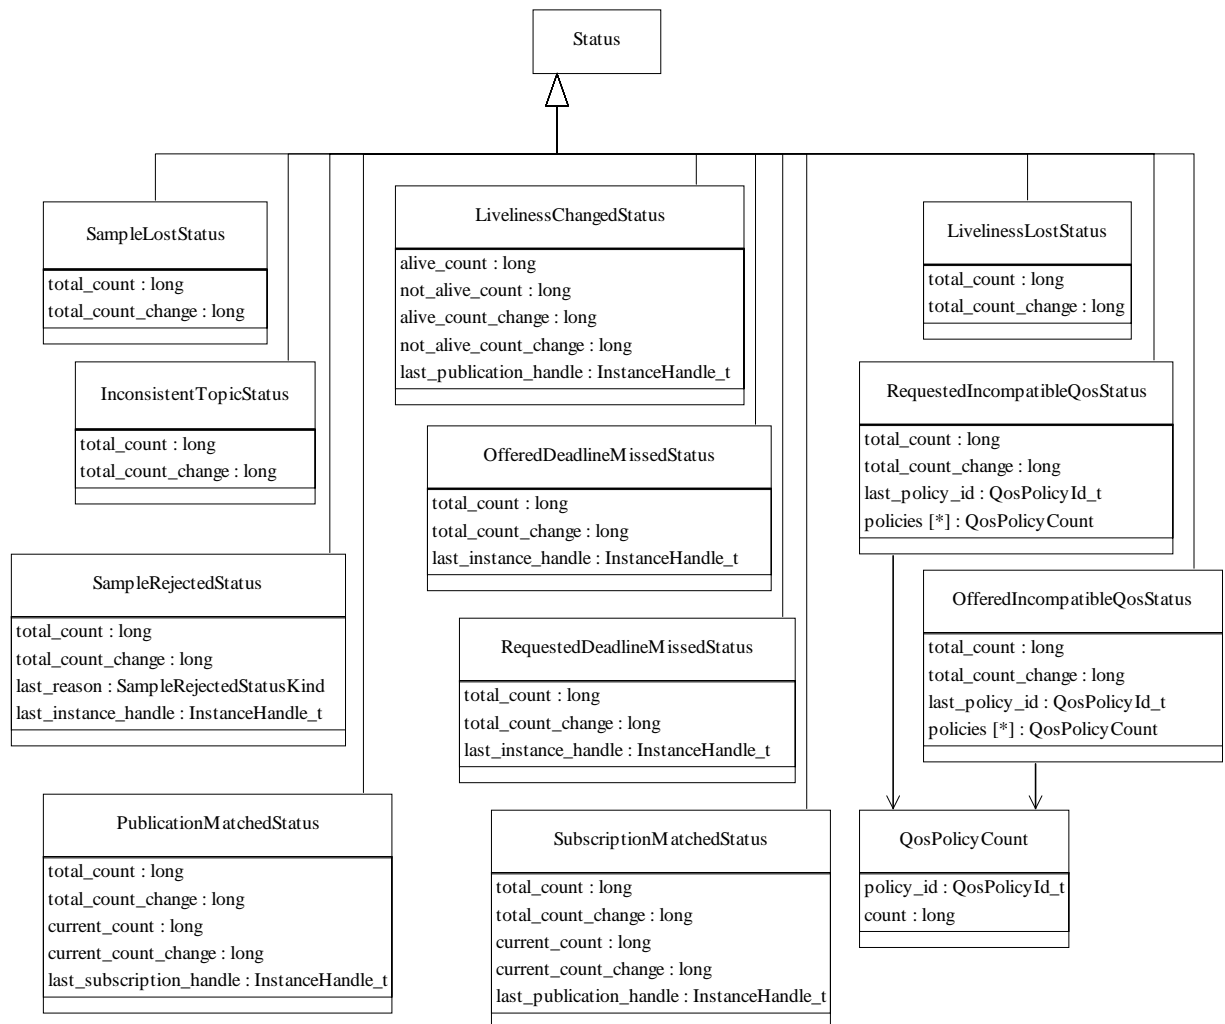 Status
SampleLostStatus
total_count : long
total_count_change : long
InconsistentTopicStatus
total_count : long
total_count_change : long
SampleRejectedStatus
total_count : long
total_count_change : long
last_reason : SampleRejectedStatusKind
last_instance_handle : InstanceHandle_t
PublicationMatchedStatus
total_count : long
total_count_change : long
current_count : long
current_count_change : long
last_subscription_handle : InstanceHandle_t
LivelinessChangedStatus
alive_count : long
not_alive_count : long
alive_count_change : long
not_alive_count_change : long
last_publication_handle : InstanceHandle_t
OfferedDeadlineMissedStatus
total_count : long
total_count_change : long
last_instance_handle : InstanceHandle_t
RequestedDeadlineMissedStatus
total_count : long
total_count_change : long
last_instance_handle : InstanceHandle_t
SubscriptionMatchedStatus
total_count : long
total_count_change : long
current_count : long
current_count_change : long
last_publication_handle : InstanceHandle_t
LivelinessLostStatus
total_count : long
total_count_change : long
RequestedIncompatibleQosStatus
total_count : long
total_count_change : long
last_policy_id : QosPolicyId_t
policies [*] : QosPolicyCount
OfferedIncompatibleQosStatus
total_count : long
total_count_change : long
last_policy_id : QosPolicyId_t
policies [*] : QosPolicyCount
QosPolicyCount
policy_id : QosPolicyId_t
count : long